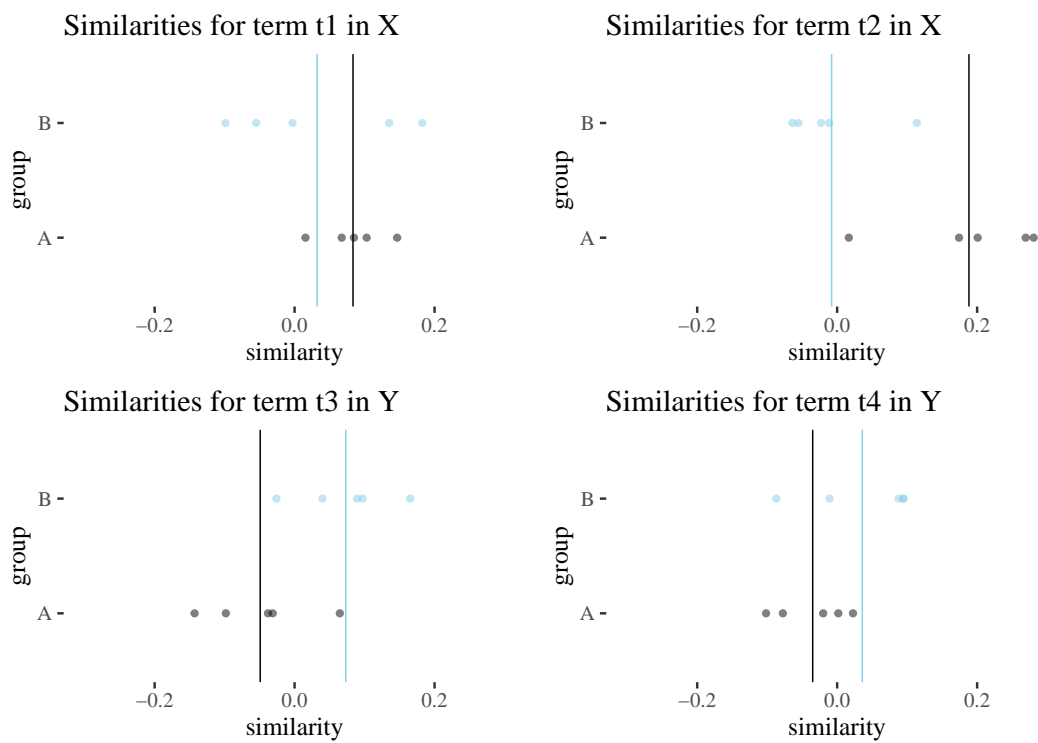 Similarities for term t1 in X
B
A
group
−0.2 0.0 0.2
similarity
Similarities for term t2 in X
B
A
group
−0.2 0.0 0.2
similarity
Similarities for term t3 in Y
B
A
group
−0.2 0.0 0.2
similarity
Similarities for term t4 in Y
B
A
group
−0.2 0.0 0.2
similarity